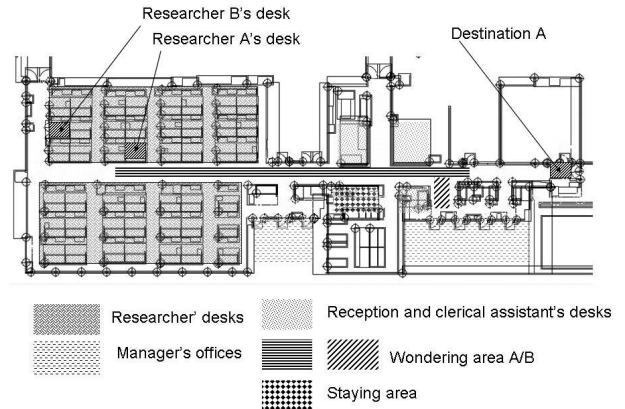 Researcher B's desk
Researcher A's desk
Destination A
Researcher' desks
Reception and clerical assistant's desks
Manager's offices
Wondering area A/B
Staying area